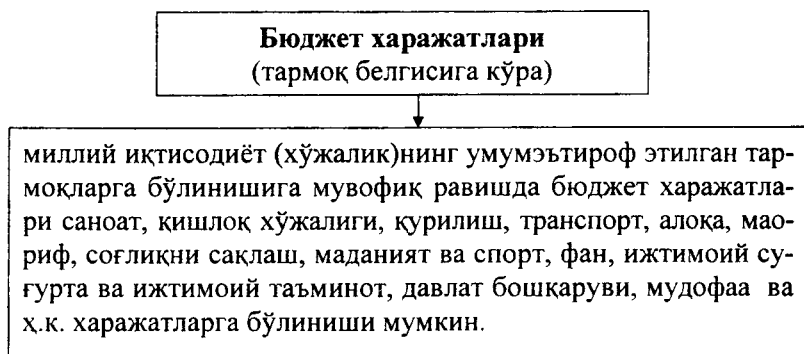 Бюджет харажатлари
(тармоқ белгисига кўра)
миллий иқтисодиёт (хўжалик)нинг умумэътироф этилган тар-
моқларга бўлинишига мувофиқ равишда бюджет харажатла-
ри саноат, қишлоқ хўжалиги, қурилиш, транспорт, алоқа, мао-
риф, соғлиқни сақлаш, маданият ва спорт, фан, ижтимоий су-
ғурта ва ижтимоий таъминот, давлат бошқаруви, мудофаа ва
ҳ.к. харажатларга бўлиниши мумкин.